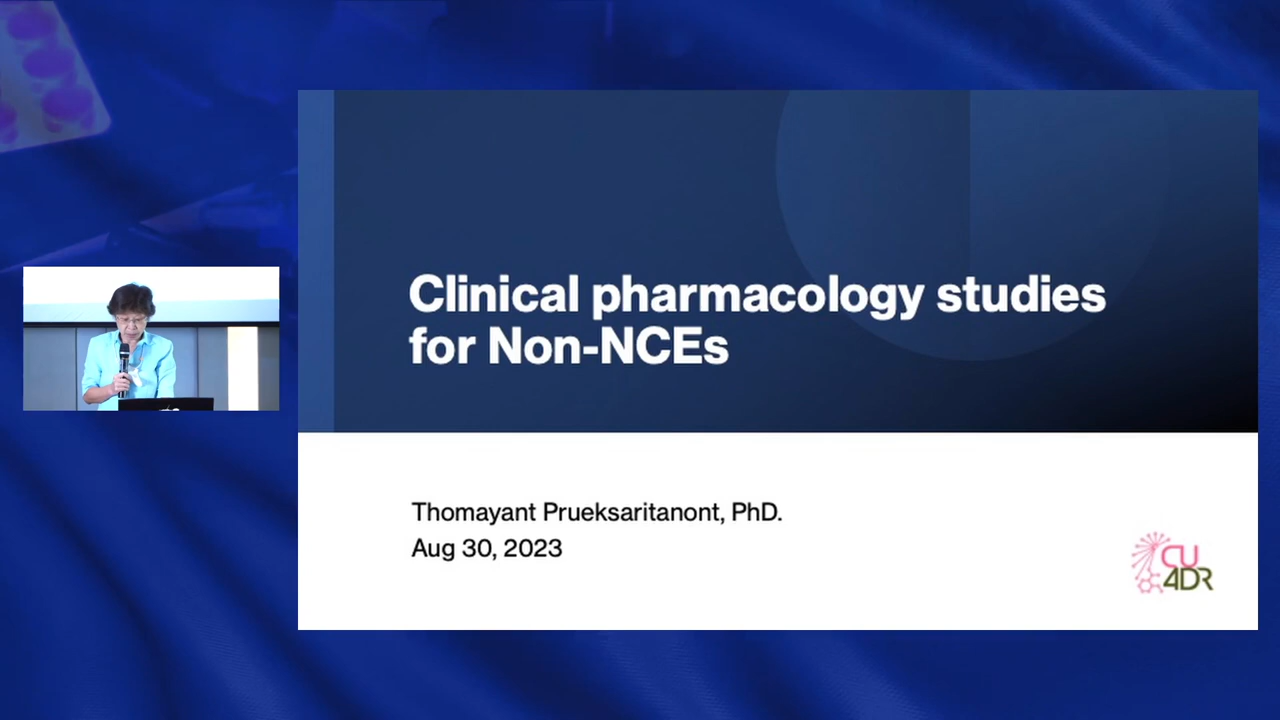 Clinical pharmacology studies
for Non-NCEs
Thomayant Prueksaritanont, PhD.
Aug 30, 2023
CU
4DR